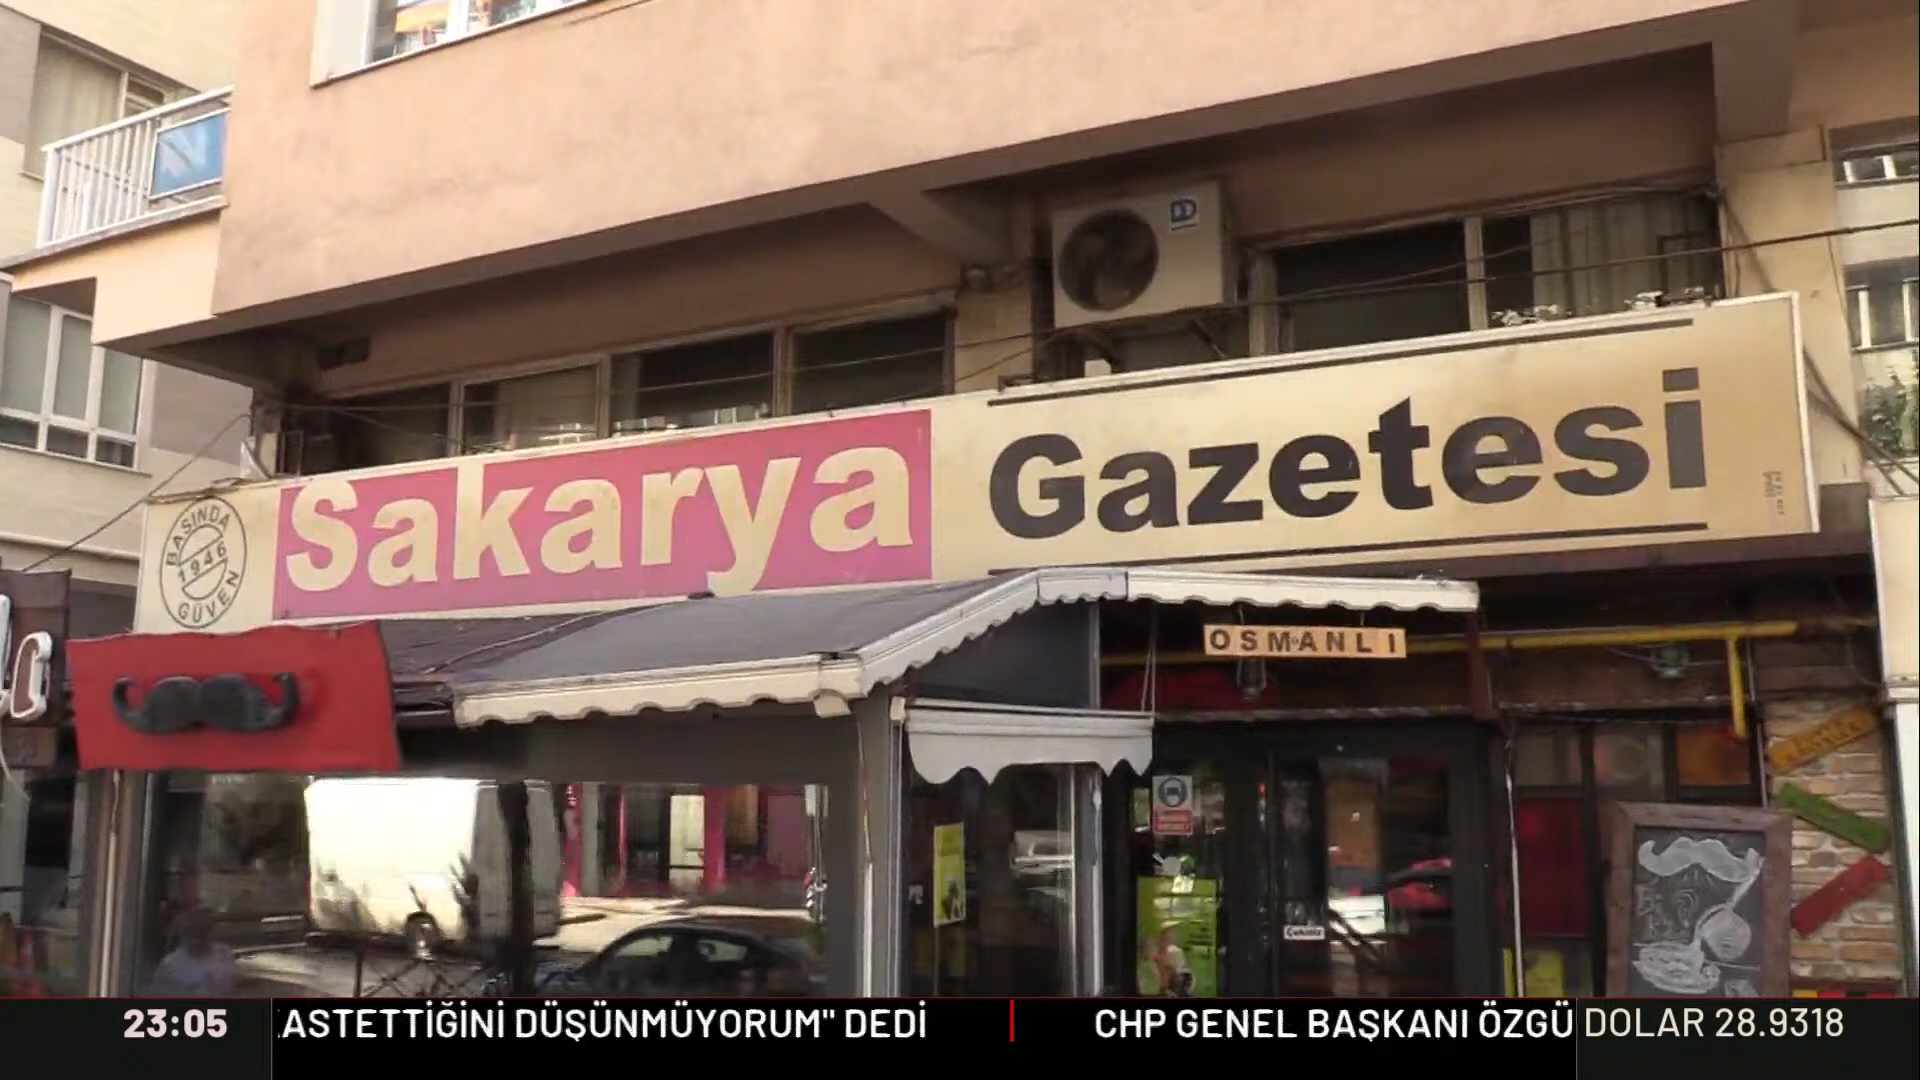 BASINDA
1946
GÜVEN
Sakarya Gazetesi
OSMANLI
Çekiniz
23:05
ASTETTİĞİNİ DÜŞÜNMÜYORUM" DEDİ
CHP GENEL BAŞKANI ÖZGÜ
DOLAR 28.9318